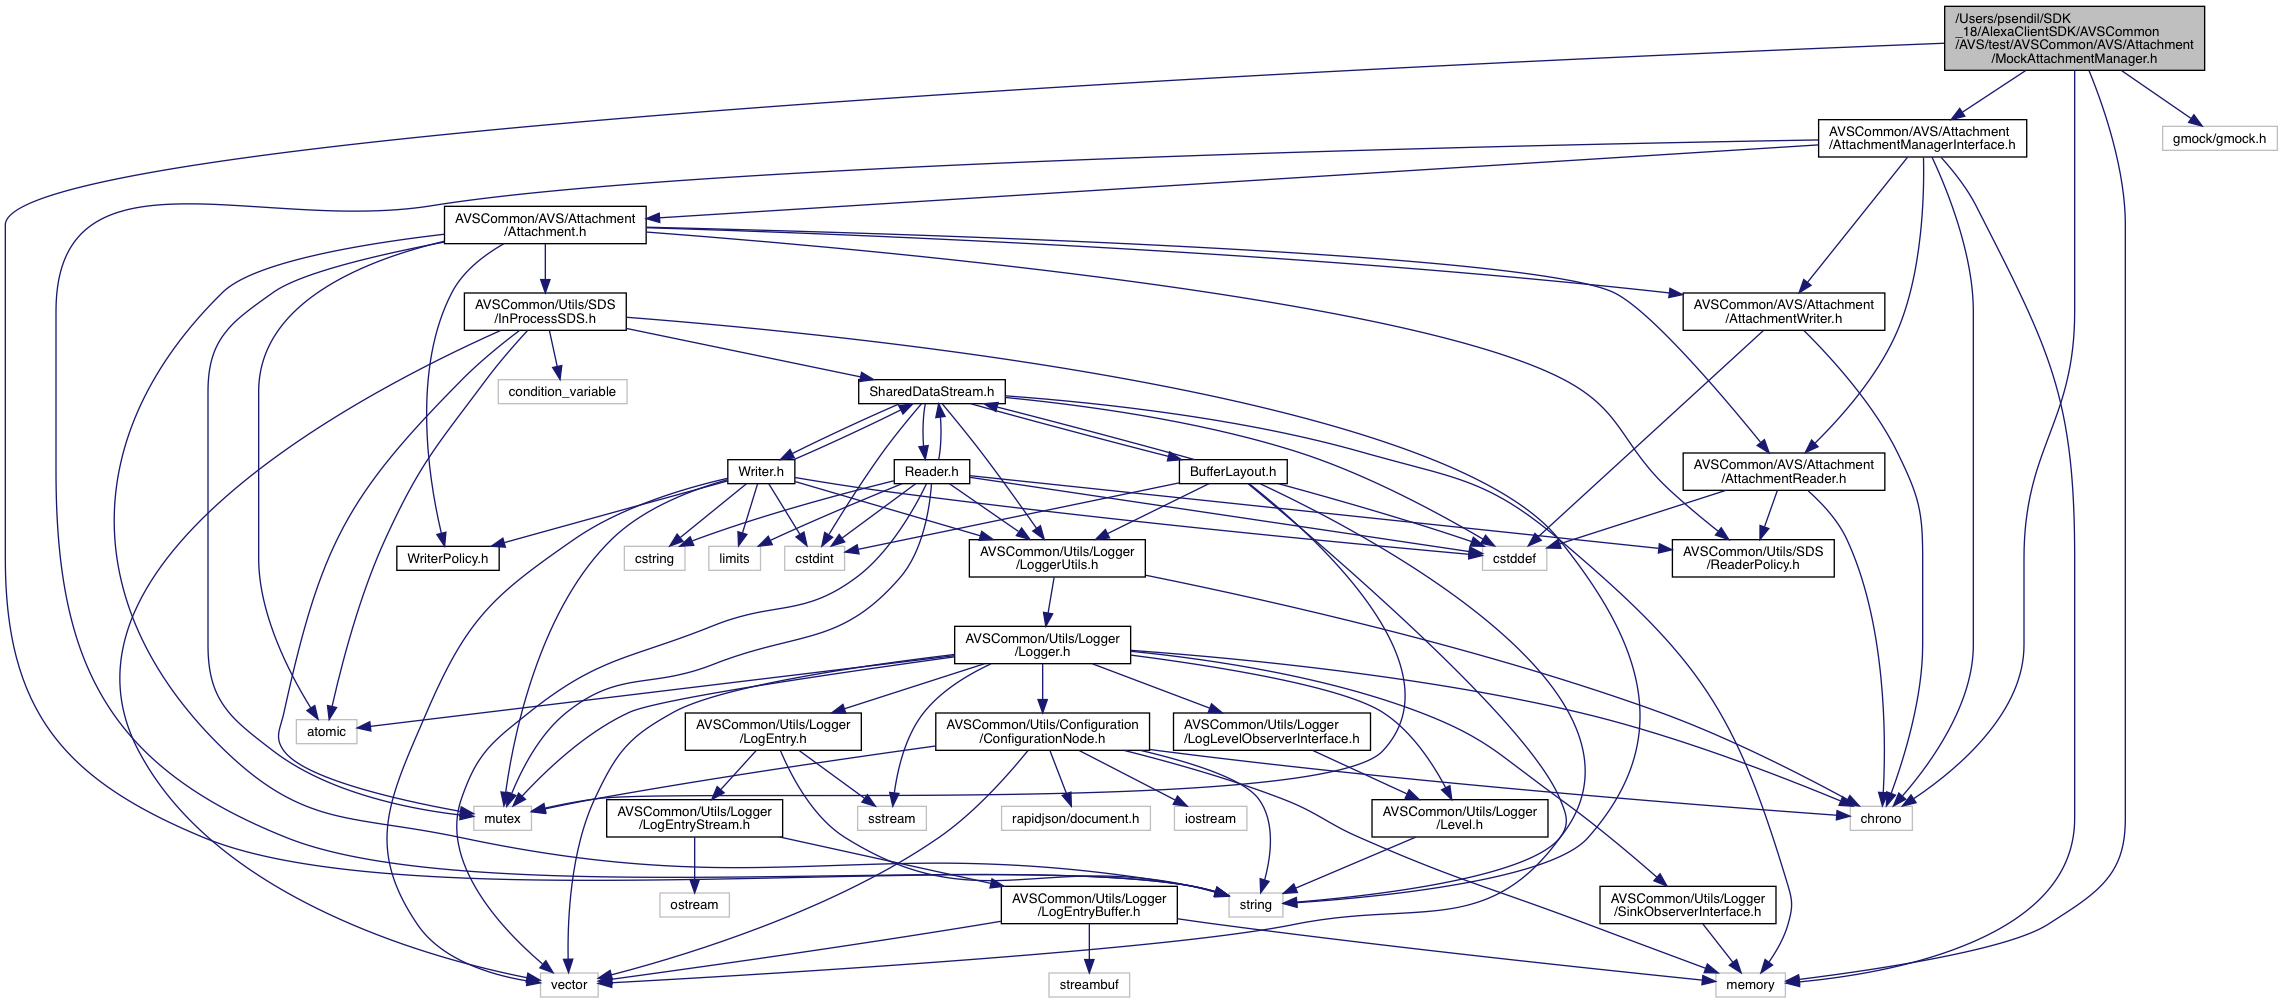 /Users/psendil/SDK
_18/AlexaClientSDK/AVSCommon
/AVS/test/AVSCommon/AVS/Attachment
/MockAttachmentManager.h
AVSCommon/AVS/Attachment
/AttachmentManagerInterface.h
gmock/gmock.h
AVSCommon/AVS/Attachment
/Attachment.h
AVSCommon/Utils/SDS
/InProcessSDS.h
AVSCommon/AVS/Attachment
/AttachmentWriter.h
condition_variable
SharedDataStream.h
Writer.h
Reader.h
BufferLayout.h
AVSCommon/AVS/Attachment
/AttachmentReader.h
WriterPolicy.h
cstring
limits
cstdint
AVSCommon/Utils/Logger
/LoggerUtils.h
cstddef
AVSCommon/Utils/SDS
/ReaderPolicy.h
AVSCommon/Utils/Logger
/Logger.h
atomic
AVSCommon/Utils/Logger
/LogEntry.h
AVSCommon/Utils/Configuration
/ConfigurationNode.h
AVSCommon/Utils/Logger
/LogLevelObserverInterface.h
mutex
AVSCommon/Utils/Logger
/LogEntryStream.h
sstream
rapidjson/document.h
iostream
AVSCommon/Utils/Logger
/Level.h
chrono
ostream
AVSCommon/Utils/Logger
/LogEntryBuffer.h
string
AVSCommon/Utils/Logger
/SinkObserverInterface.h
vector
streambuf
memory